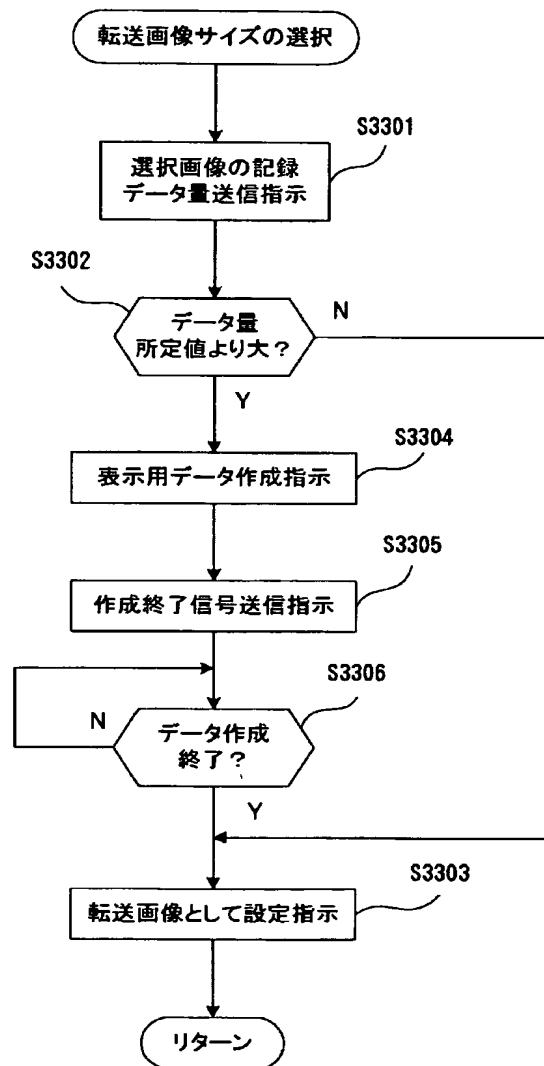 転送画像サイズの選択
S3301
選択画像の記録
データ量送信指示
S3302
データ量
所定値より大？
N
Y
S3304
表示用データ作成指示
S3305
作成終了信号送信指示
S3306
データ作成
終了？
N
Y
S3303
転送画像として設定指示
リターン